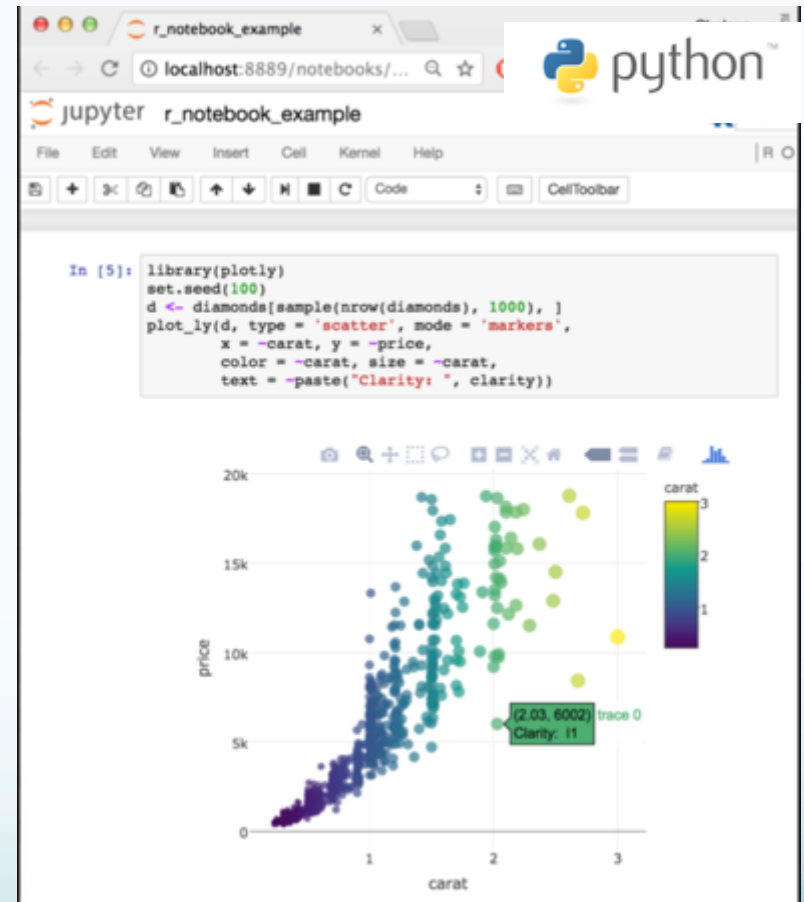 r_notebook_example ×
localhost:8889/notebooks/...
python™
jupyter r_notebook_example
File Edit View Insert Cell Kernel Help R
Code CellToolbar
In [5]: library(plotly)
set.seed(100)
d <- diamonds[sample(nrow(diamonds), 1000), ]
plot_ly(d, type = 'scatter', mode = 'markers',
x = ~carat, y = ~price,
color = ~carat, size = ~carat,
text = ~paste("Clarity: ", clarity))
20k
15k
10k
5k
0
price
1 2 3
carat
carat
3
2
1
(2.03, 6002) trace 0
Clarity: I1